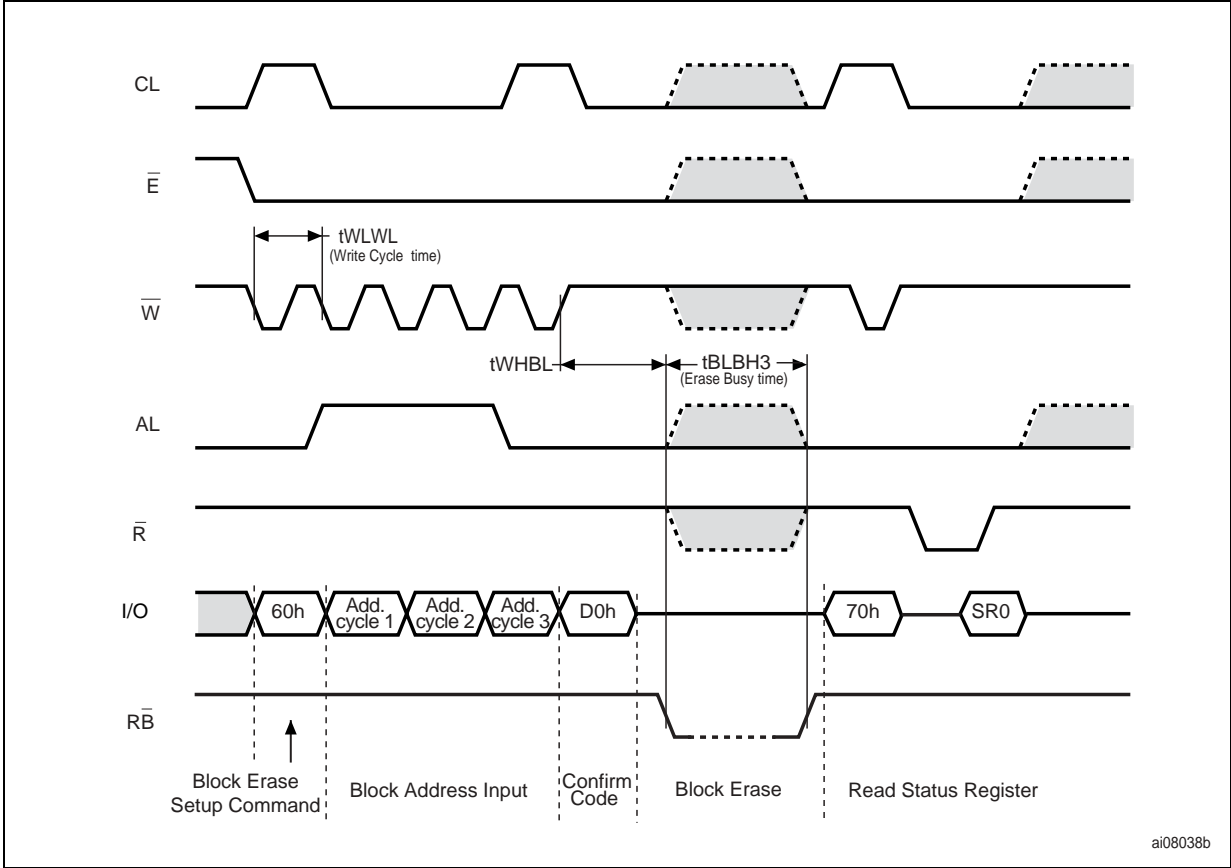 CL
E̅
tWLWL
(Write Cycle time)
W̅
tWHBL
tBLBH3
(Erase Busy time)
AL
R̅
I/O
60h
Add.
cycle 1
Add.
cycle 2
Add.
cycle 3
D0h
70h
SR0
RB̅
Block Erase
Setup Command
Block Address Input
Confirm
Code
Block Erase
Read Status Register
ai08038b